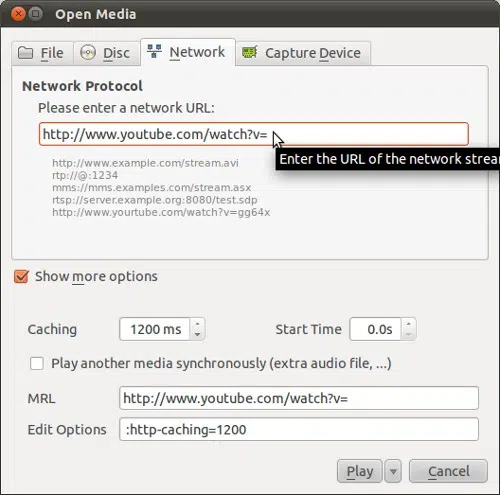 Open Media
File Disc Network Capture Device
Network Protocol
Please enter a network URL:
http://www.youtube.com/watch?v=
Enter the URL of the network strea
http://www.example.com/stream.avi
rtp://@:1234
mms://mms.examples.com/stream.asx
rtsp://server.example.org:8080/test.sdp
http://www.yourtube.com/watch?v=gg64x
Show more options
Caching 1200 ms Start Time 0.0s
Play another media synchronously (extra audio file, ...)
MRL http://www.youtube.com/watch?v=
Edit Options :http-caching=1200
Play Cancel